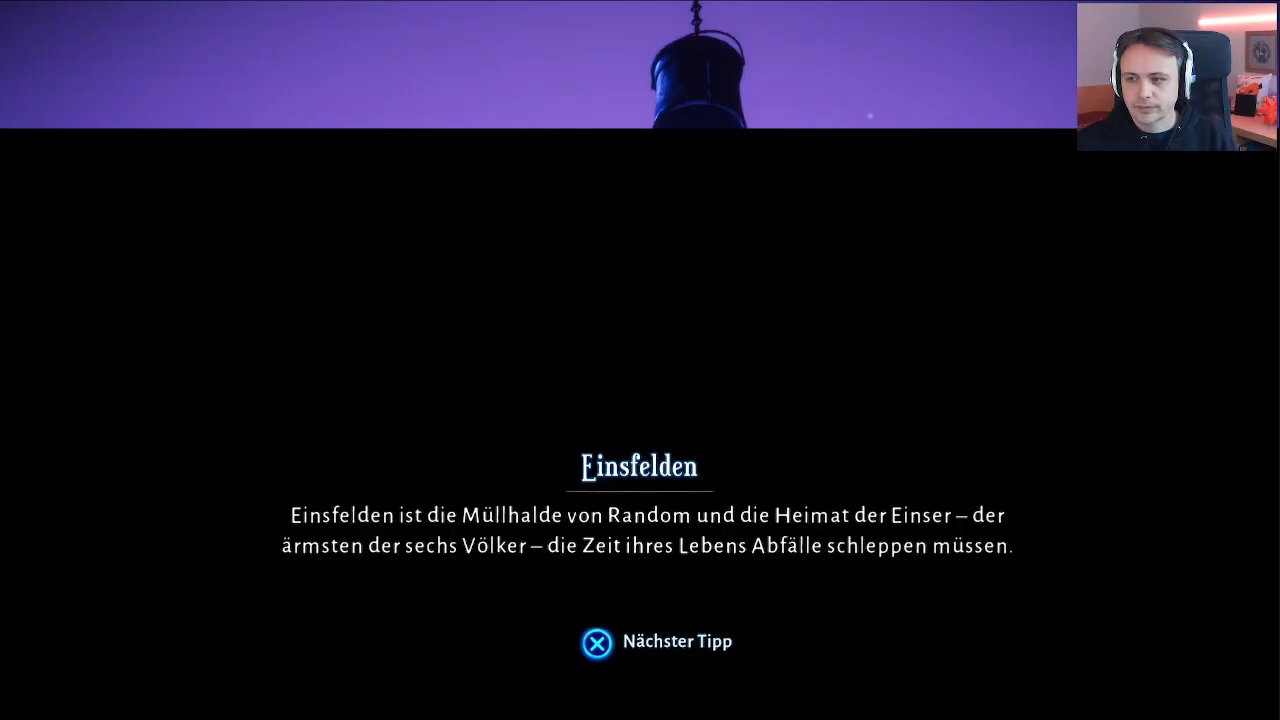 Einsfelden
Einsfelden ist die Müllhalde von Random und die Heimat der Einser – der
ärmsten der sechs Völker – die Zeit ihres Lebens Abfälle schleppen müssen.
Nächster Tipp